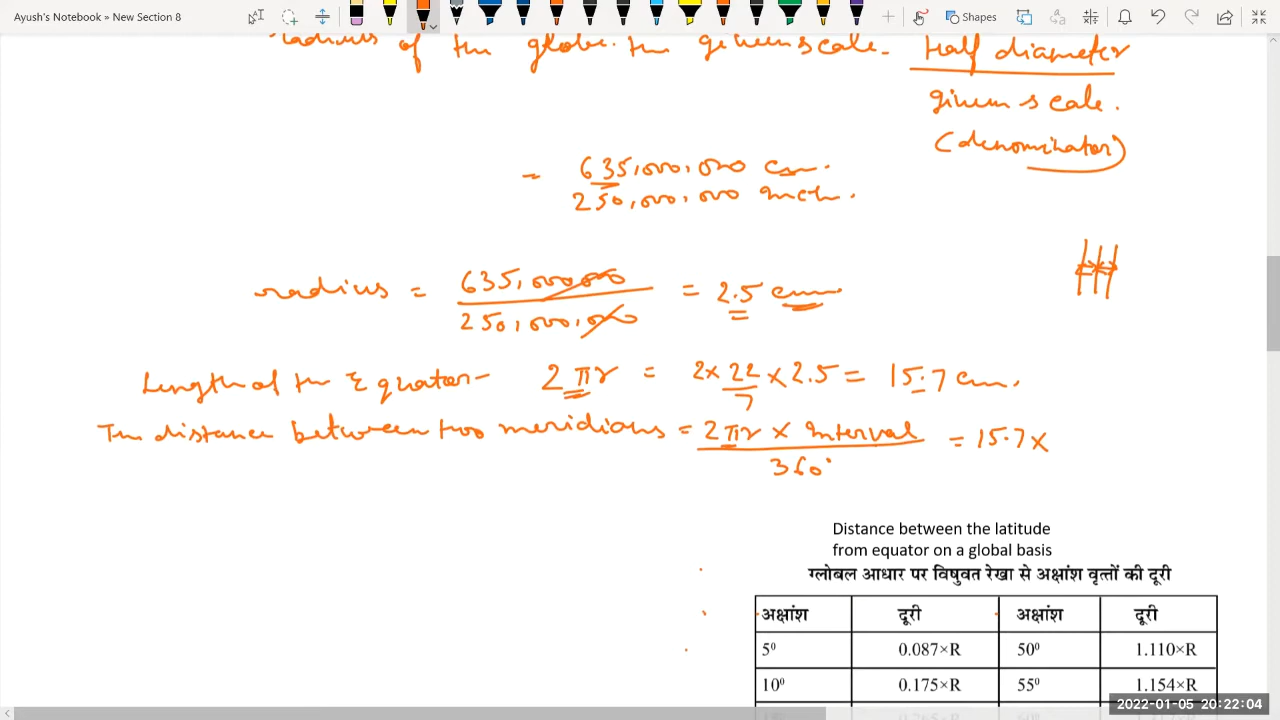 Ayush's Notebook » New Section 8
Shapes
radius of the globe. the given scale - Half diameter
given scale.
(denominator)
= 635,000,000 cm.
250,000,000 inch.
radius = 635,000,000 / 250,000,000 = 2.5 cm.
Length of the Equator - 2πr = 2 × 22/7 × 2.5 = 15.7 cm.
The distance between two meridians = 2πr × Interval / 360° = 15.7 ×
Distance between the latitude
from equator on a global basis
ग्लोबल आधार पर विषुवत रेखा से अक्षांश वृत्तों की दूरी
अक्षांश दूरी अक्षांश दूरी
5⁰ 0.087×R 50⁰ 1.110×R
10⁰ 0.175×R 55⁰ 1.154×R
2022-01-05 20:22:04